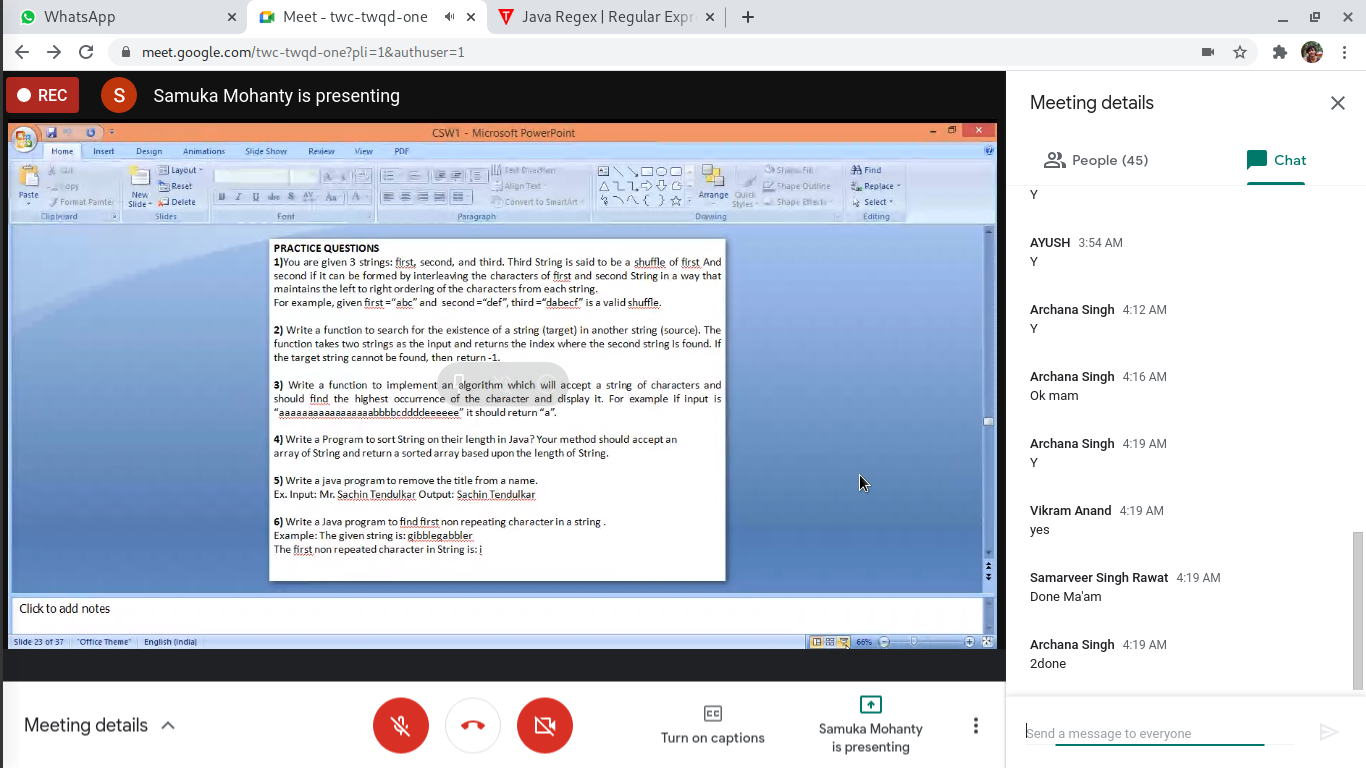 WhatsApp
Meet - twc-twqd-one
Java Regex | Regular Expr
meet.google.com/twc-twqd-one?pli=1&authuser=1
REC
S
Samuka Mohanty is presenting
CSW1 - Microsoft PowerPoint
Home Insert Design Animations Slide Show Review View PDF
Paste
Cut
Copy
Format Painter
Clipboard
New Slide
Layout
Reset
Delete
Slides
Font
Text Direction
Align Text
Convert to SmartArt
Paragraph
Arrange
Quick Styles
Shape Fill
Shape Outline
Shape Effects
Drawing
Find
Replace
Select
Editing
PRACTICE QUESTIONS
1)You are given 3 strings: first, second, and third. Third String is said to be a shuffle of first And
second if it can be formed by interleaving the characters of first and second String in a way that
maintains the left to right ordering of the characters from each string.
For example, given first =“abc” and second =“def”, third =“dabecf” is a valid shuffle.
2) Write a function to search for the existence of a string (target) in another string (source). The
function takes two strings as the input and returns the index where the second string is found. If
the target string cannot be found, then return -1.
3) Write a function to implement an algorithm which will accept a string of characters and
should find the highest occurrence of the character and display it. For example if input is
“aaaaaaaaaaaaaaaaabbbbcddddeeeeee” it should return “a”.
4) Write a Program to sort String on their length in Java? Your method should accept an
array of String and return a sorted array based upon the length of String.
5) Write a java program to remove the title from a name.
Ex. Input: Mr. Sachin Tendulkar Output: Sachin Tendulkar
6) Write a Java program to find first non repeating character in a string .
Example: The given string is: gibblegabbler
The first non repeated character in String is: i
Click to add notes
Slide 23 of 37 "Office Theme" English (India) 66%
Meeting details
Turn on captions
Samuka Mohanty
is presenting
Meeting details
People (45)
Chat
Y
AYUSH 3:54 AM
Y
Archana Singh 4:12 AM
Y
Archana Singh 4:16 AM
Ok mam
Archana Singh 4:19 AM
Y
Vikram Anand 4:19 AM
yes
Samarveer Singh Rawat 4:19 AM
Done Ma'am
Archana Singh 4:19 AM
2done
Send a message to everyone